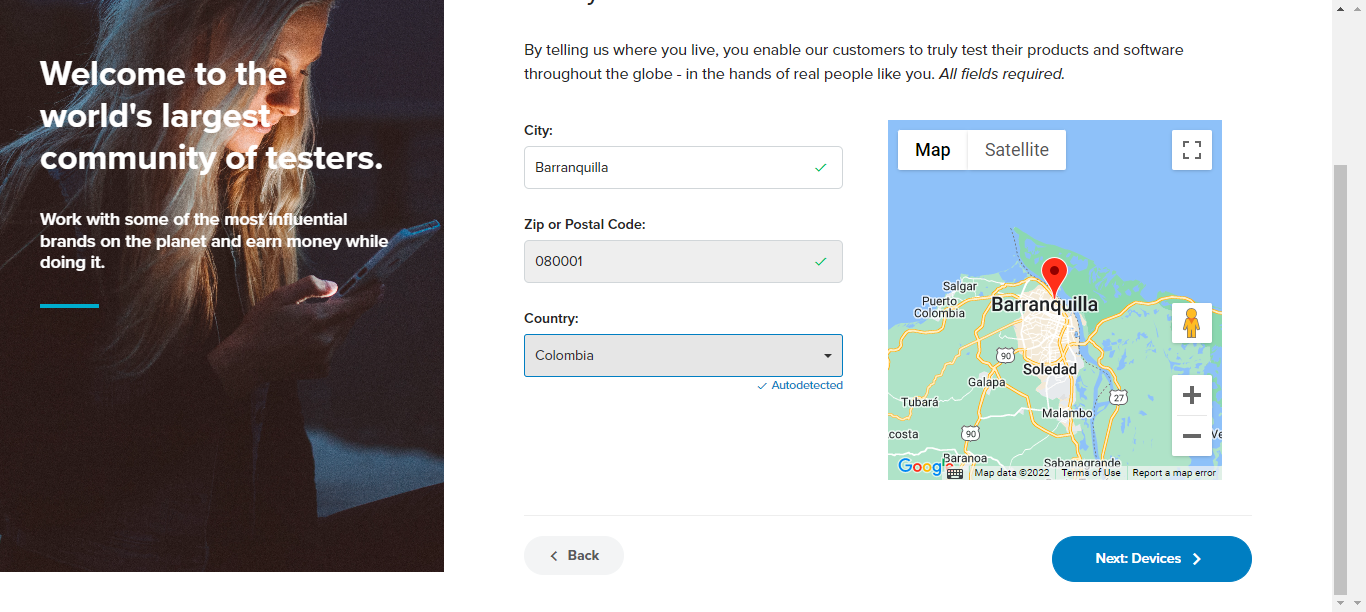 Welcome to the
world's largest
community of testers.
Work with some of the most influential
brands on the planet and earn money while
doing it.
By telling us where you live, you enable our customers to truly test their products and software
throughout the globe - in the hands of real people like you. All fields required.
City:
Barranquilla
Zip or Postal Code:
080001
Country:
Colombia
Autodetected
Map
Satellite
Salgar
Puerto
Colombia
Barranquilla
90
Soledad
Galapa
27
Tubará
Malambo
90
Baranoa
Sabanagrande
Google
Map data ©2022
Terms of Use
Report a map error
Back
Next: Devices